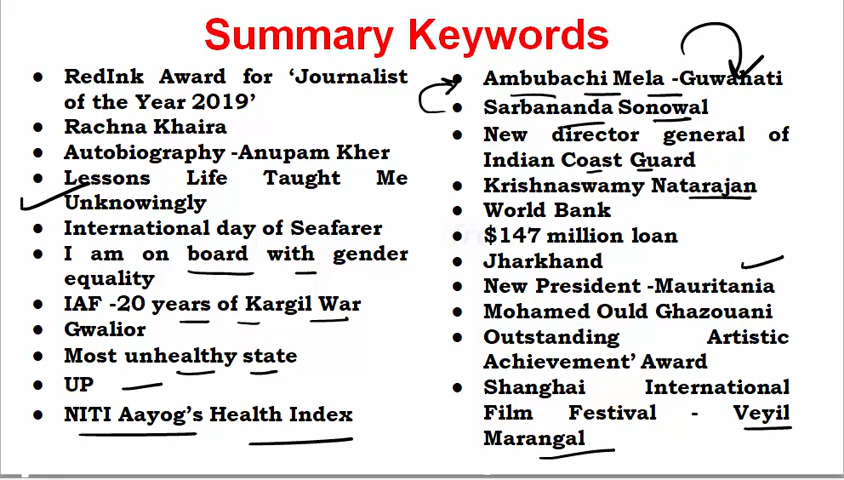 Summary Keywords
• RedInk Award for ‘Journalist
of the Year 2019’
• Rachna Khaira
• Autobiography -Anupam Kher
• Lessons Life Taught Me
Unknowingly
• International day of Seafarer
• I am on board with gender
equality
• IAF -20 years of Kargil War
• Gwalior
• Most unhealthy state
• UP
• NITI Aayog’s Health Index
• Ambubachi Mela -Guwahati
• Sarbananda Sonowal
• New director general of
Indian Coast Guard
• Krishnaswamy Natarajan
• World Bank
• $147 million loan
• Jharkhand
• New President -Mauritania
• Mohamed Ould Ghazouani
• Outstanding Artistic
Achievement’ Award
• Shanghai International
Film Festival - Veyil
Marangal